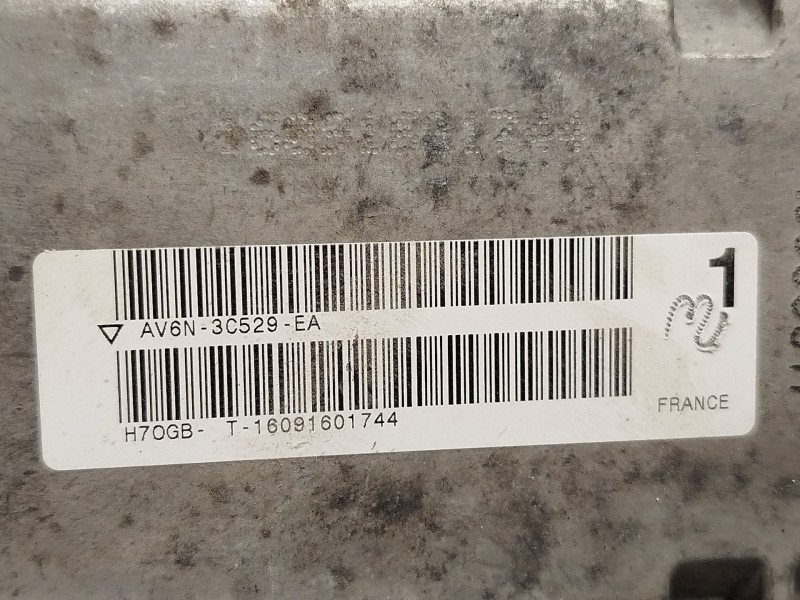 1
▽ AV6N-3C529-EA
H7OGB- T-16091601744
FRANCE